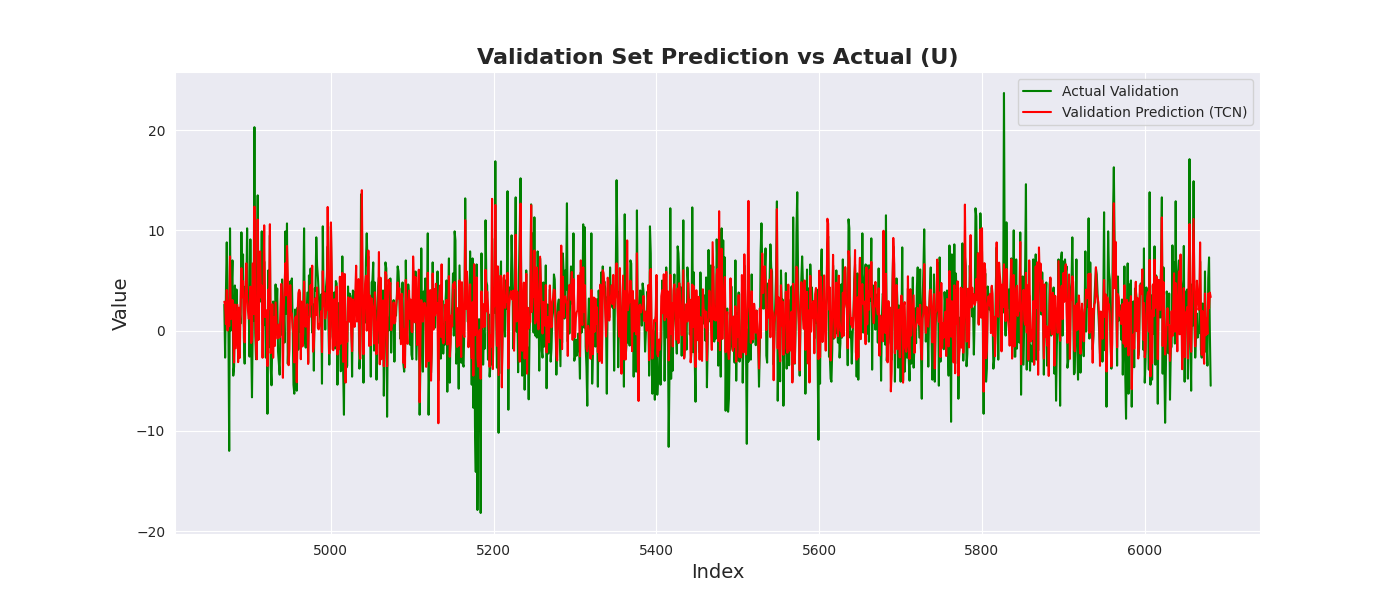 Validation Set Prediction vs Actual (U)
Actual Validation
Validation Prediction (TCN)
Value
20
10
0
−10
−20
5000
5200
5400
5600
5800
6000
Index